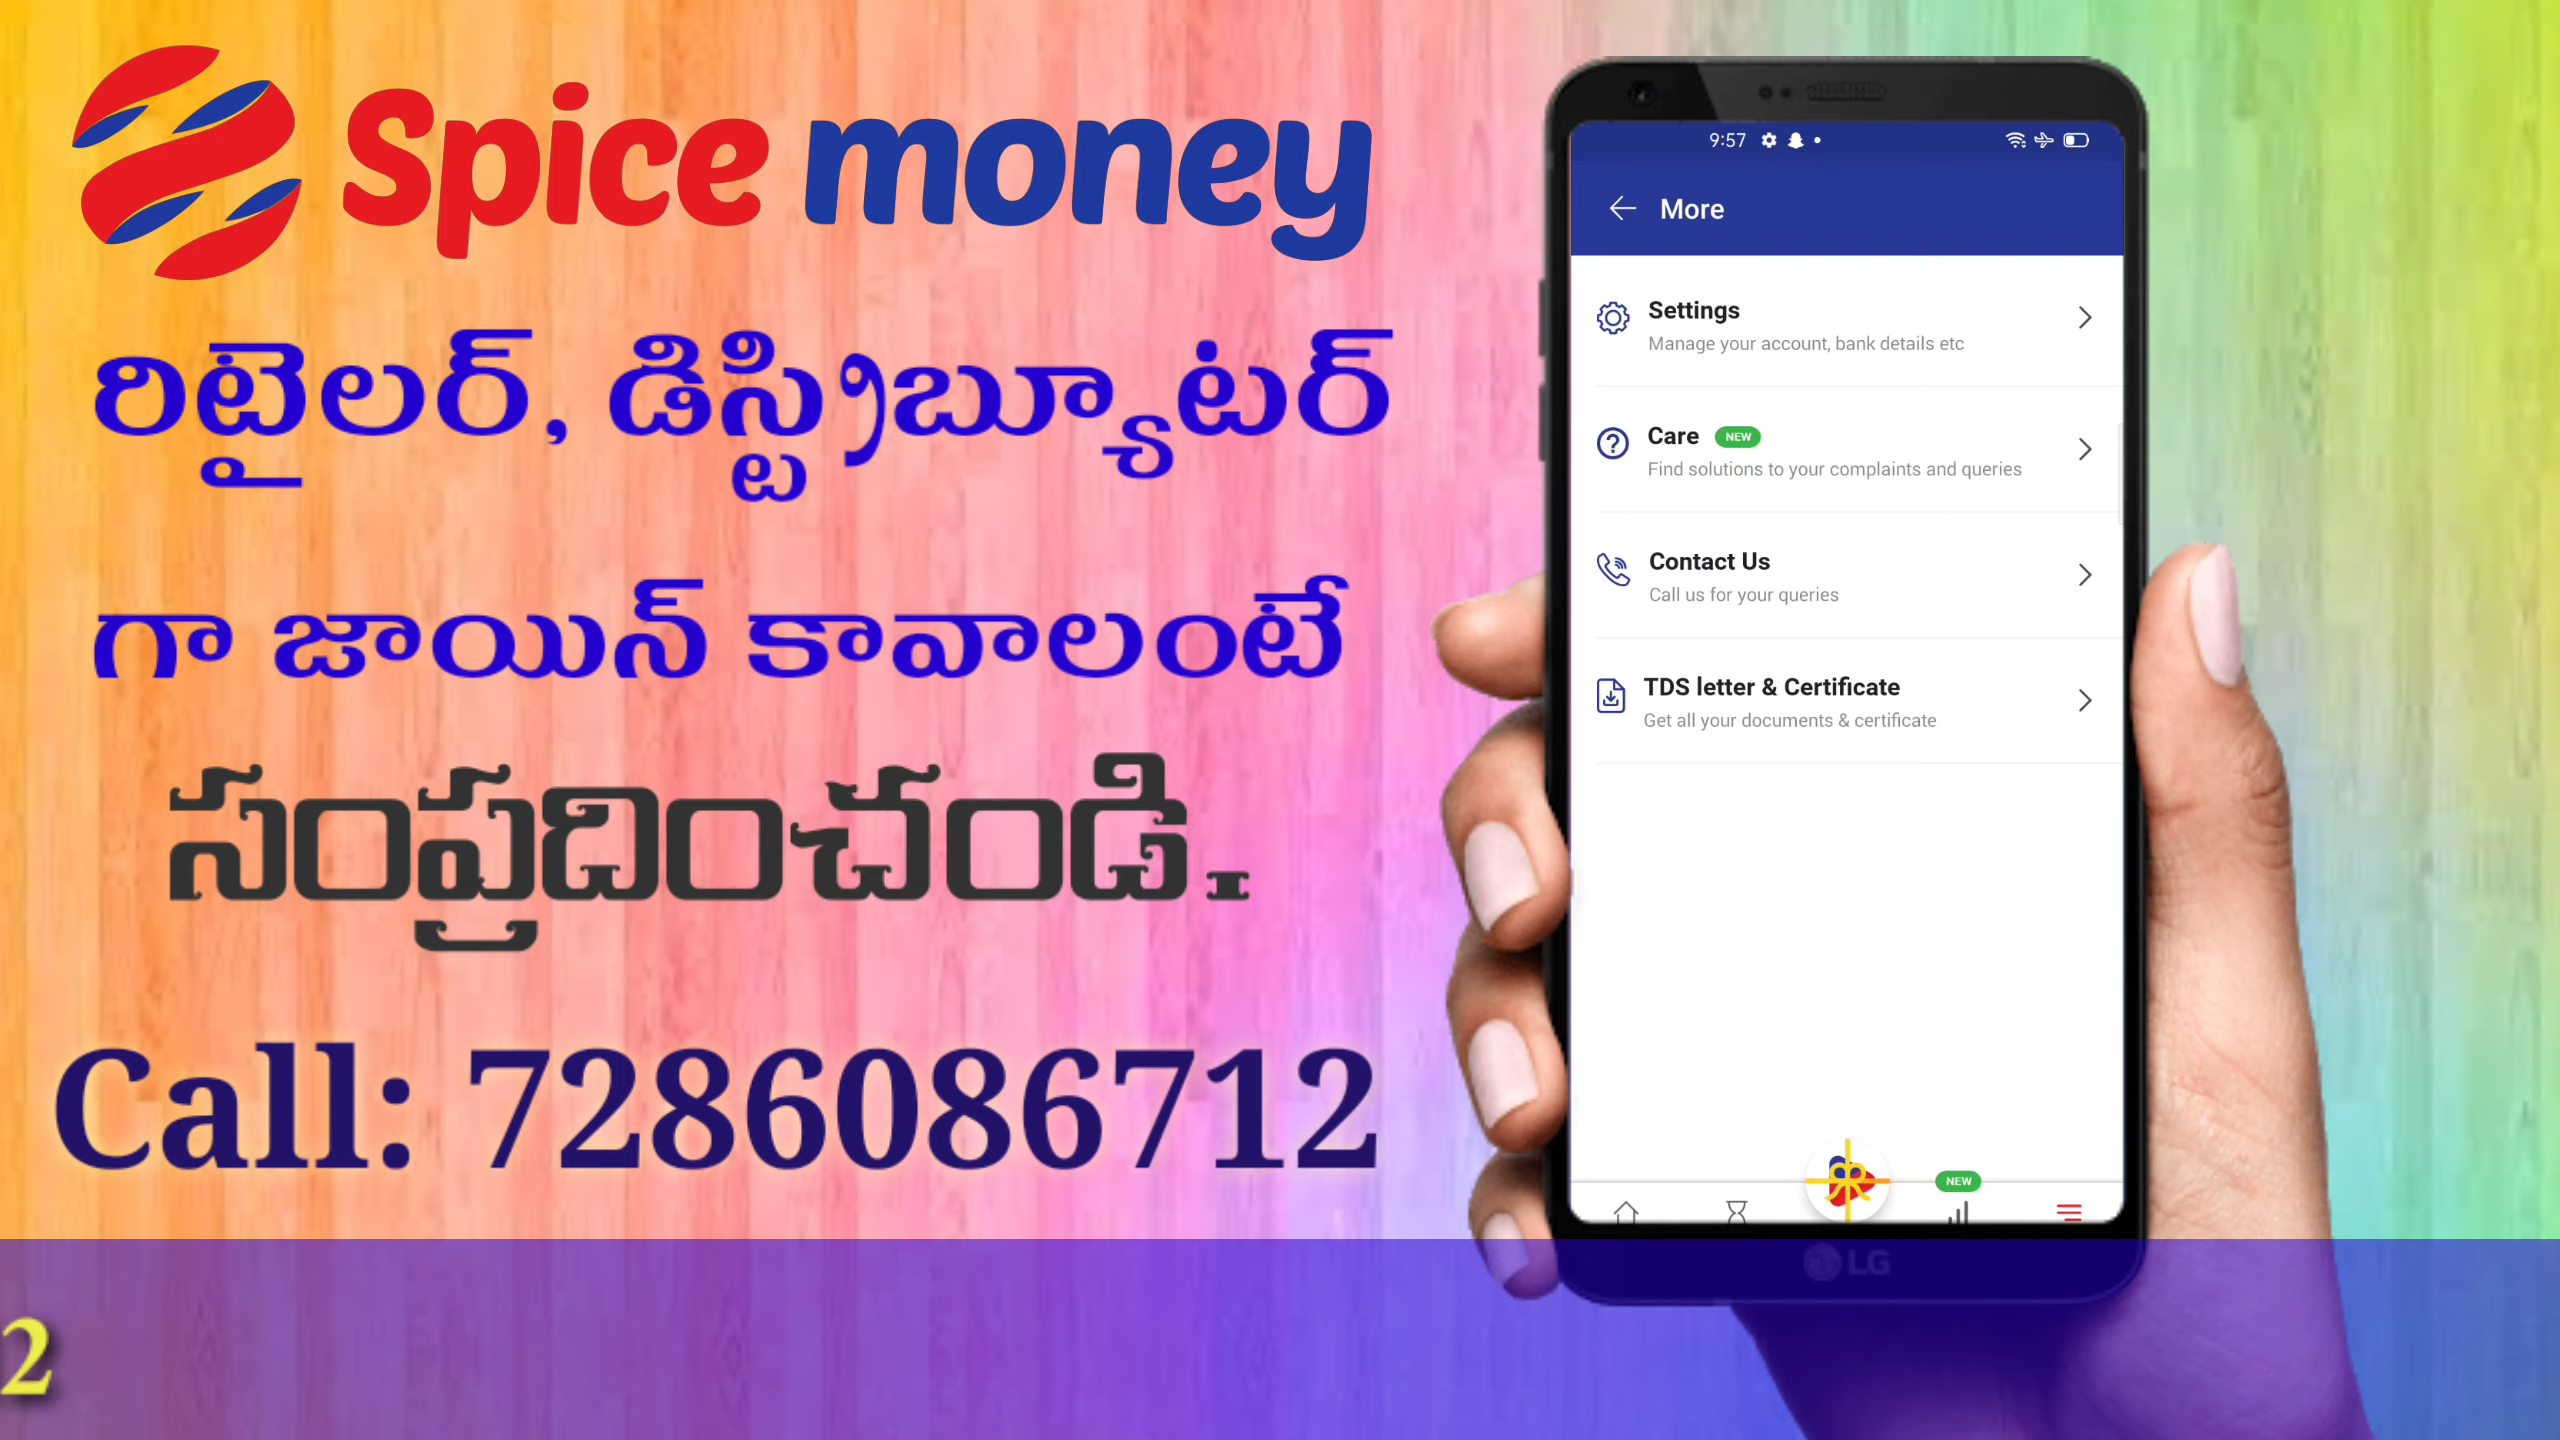 Spice money
రిటైలర్, డిస్ట్రిబ్యూటర్
గా జాయిన్ కావాలంటే
సంప్రదించండి.
Call: 7286086712
2
9:57
More
Settings
Manage your account, bank details etc
Care NEW
Find solutions to your complaints and queries
Contact Us
Call us for your queries
TDS letter & Certificate
Get all your documents & certificate
NEW
LG